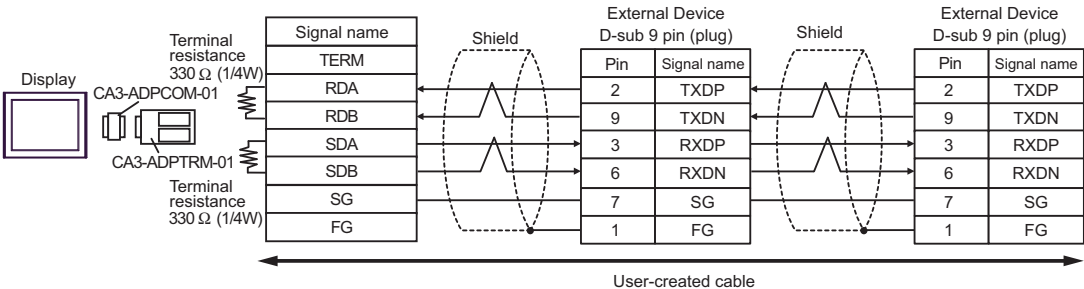 Display
CA3-ADPCOM-01
CA3-ADPTRM-01
Terminal
resistance
330 Ω (1/4W)
Terminal
resistance
330 Ω (1/4W)
Signal name
TERM
RDA
RDB
SDA
SDB
SG
FG
Shield
External Device
D-sub 9 pin (plug)
Pin Signal name
2 TXDP
9 TXDN
3 RXDP
6 RXDN
7 SG
1 FG
Shield
External Device
D-sub 9 pin (plug)
Pin Signal name
2 TXDP
9 TXDN
3 RXDP
6 RXDN
7 SG
1 FG
User-created cable